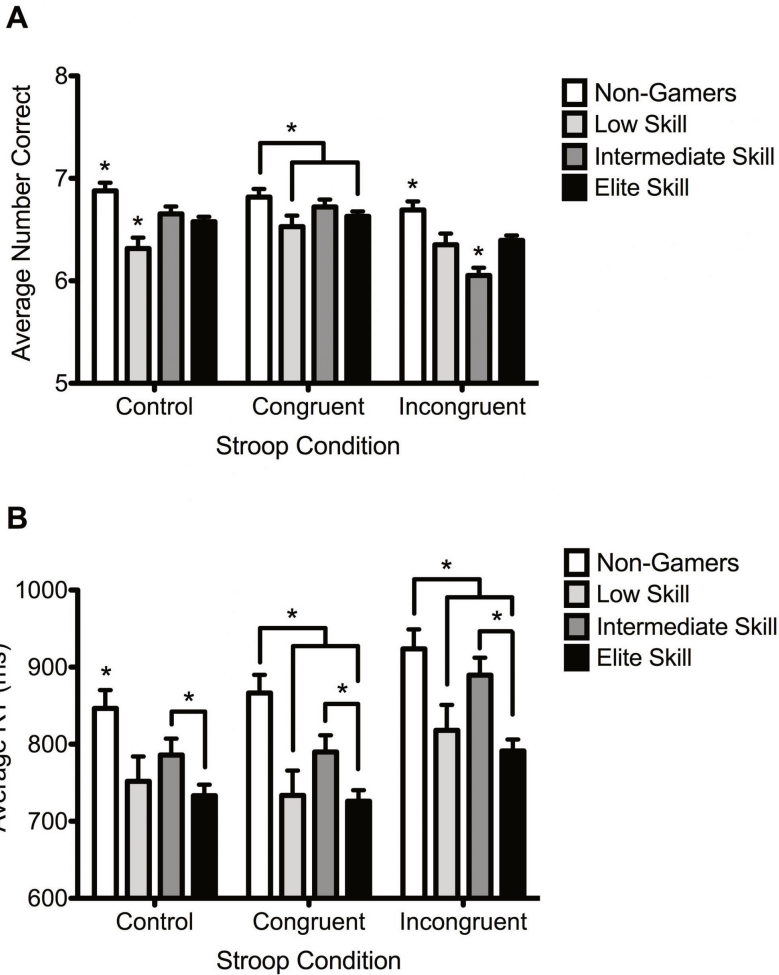 A
8
7
6
5
Average Number Correct
*
*
*
*
*
Non-Gamers
Low Skill
Intermediate Skill
Elite Skill
Control
Congruent
Incongruent
Stroop Condition
B
1000
900
800
700
600
Average
*
*
*
*
*
*
Non-Gamers
Low Skill
Intermediate Skill
Elite Skill
Control
Congruent
Incongruent
Stroop Condition